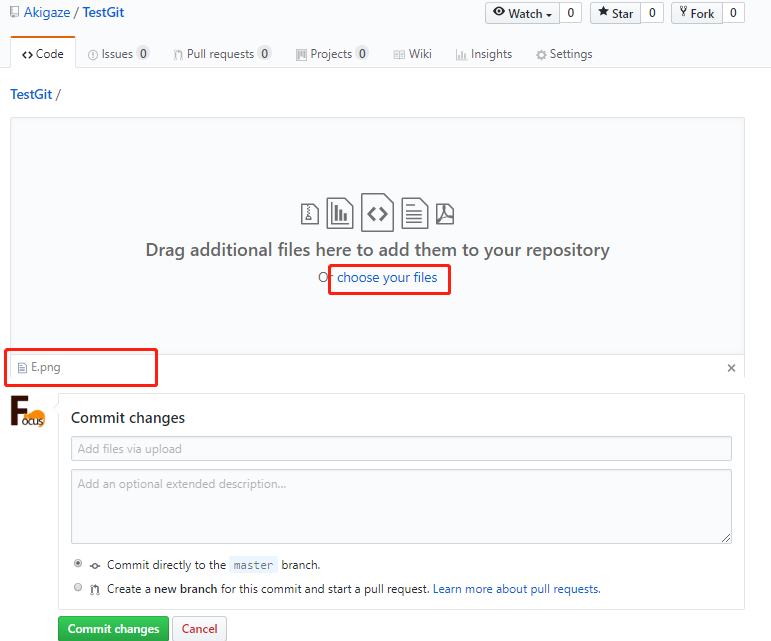 Akigaze / TestGit
Watch 0 Star 0 Fork 0
Code Issues 0 Pull requests 0 Projects 0 Wiki Insights Settings
TestGit /
Drag additional files here to add them to your repository
Or choose your files
E.png
Focus
Commit changes
Add files via upload
Add an optional extended description...
Commit directly to the master branch.
Create a new branch for this commit and start a pull request. Learn more about pull requests.
Commit changes Cancel